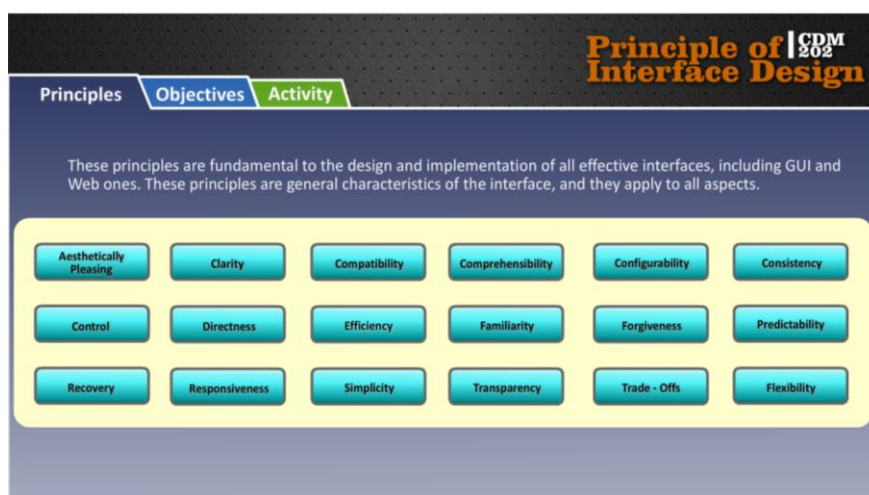 Principle of | CDM
202
Interface Design
Principles Objectives Activity
These principles are fundamental to the design and implementation of all effective interfaces, including GUI and
Web ones. These principles are general characteristics of the interface, and they apply to all aspects.
Aesthetically
Pleasing
Clarity
Compatibility
Comprehensibility
Configurability
Consistency
Control
Directness
Efficiency
Familiarity
Forgiveness
Predictability
Recovery
Responsiveness
Simplicity
Transparency
Trade - Offs
Flexibility